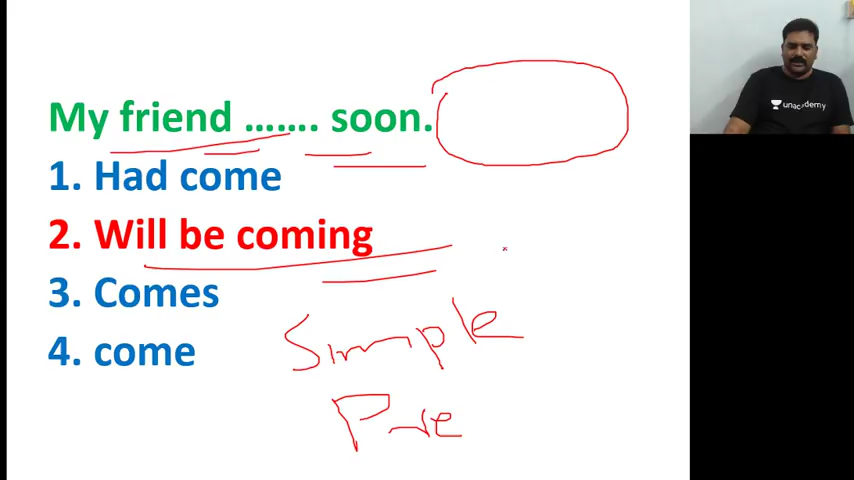 My friend ....... soon.
1. Had come
2. Will be coming
3. Comes
4. come
Simple
Pre
unacademy